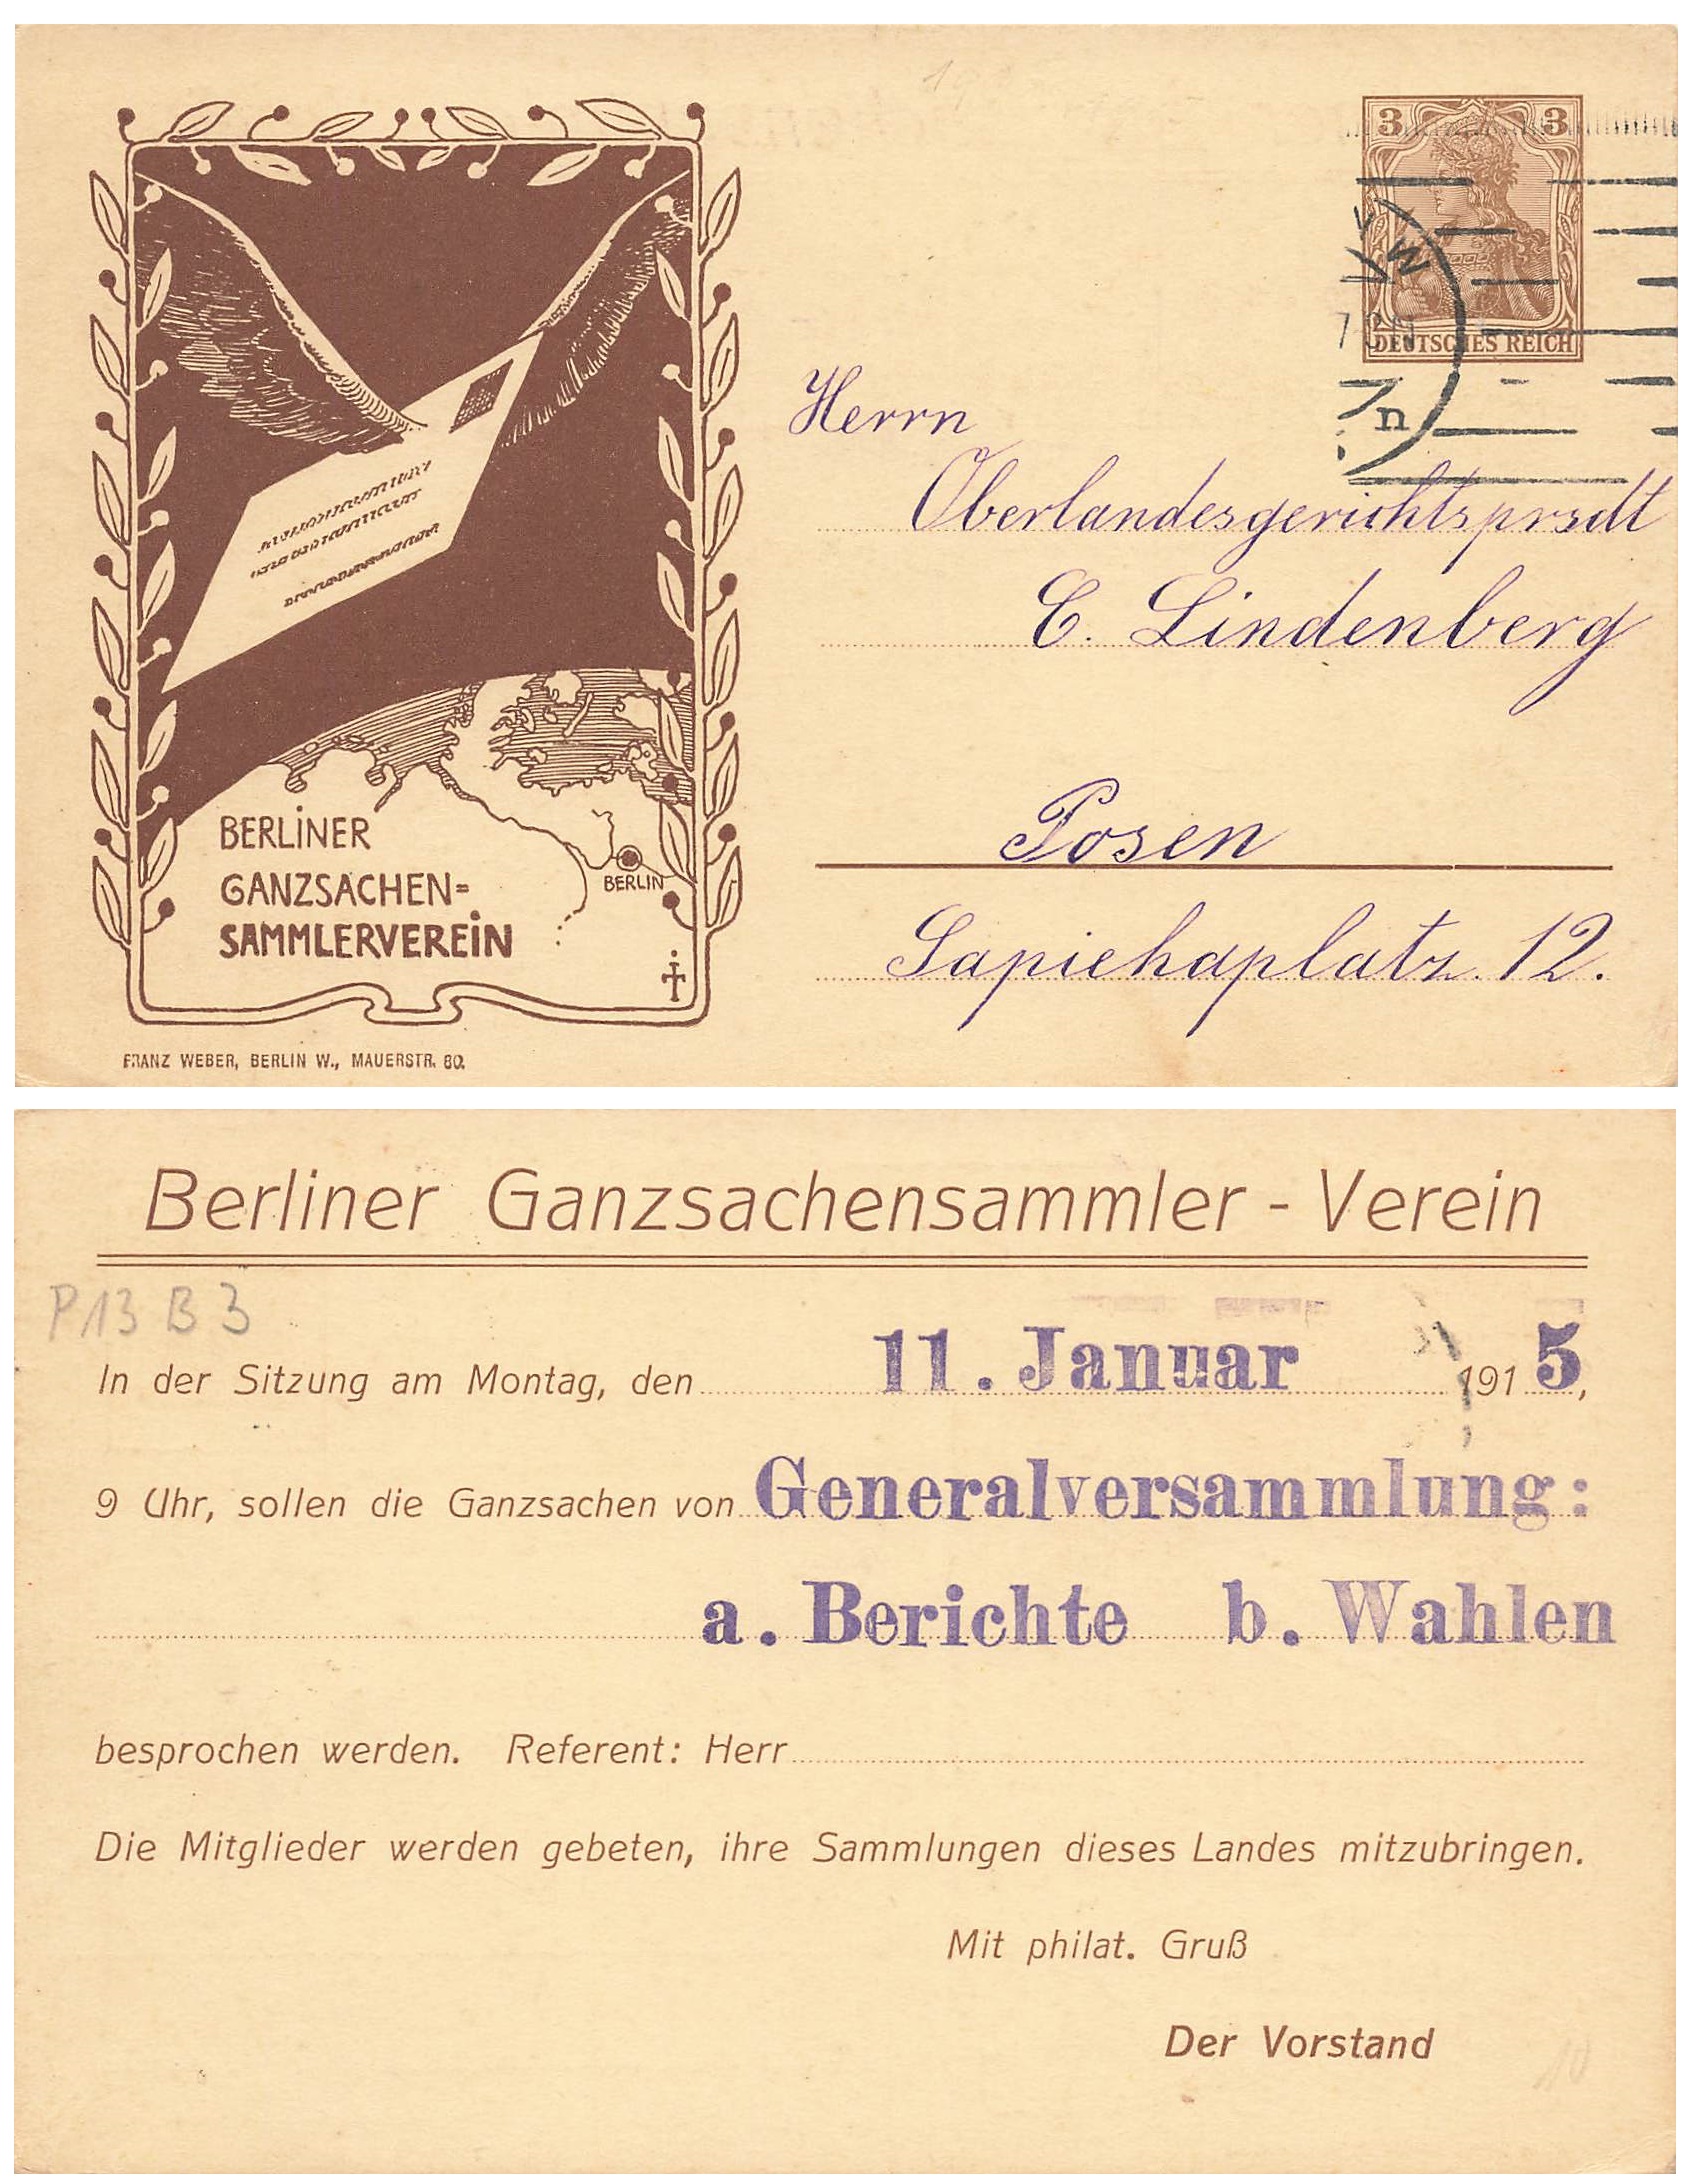 3 3
DEUTSCHES REICH
n
Herrn
Oberlandesgerichtsprsdt
C. Lindenberg
Posen
Sapiehaplatz 12.
BERLINER
GANZSACHEN=
SAMMLERVEREIN
BERLIN
FRANZ WEBER, BERLIN W., MAUERSTR. 80.
Berliner Ganzsachensammler - Verein
P13 B 3
In der Sitzung am Montag, den 11. Januar 1915,
9 Uhr, sollen die Ganzsachen von Generalversammlung:
a. Berichte b. Wahlen
besprochen werden. Referent: Herr
Die Mitglieder werden gebeten, ihre Sammlungen dieses Landes mitzubringen.
Mit philat. Gruß
Der Vorstand
10